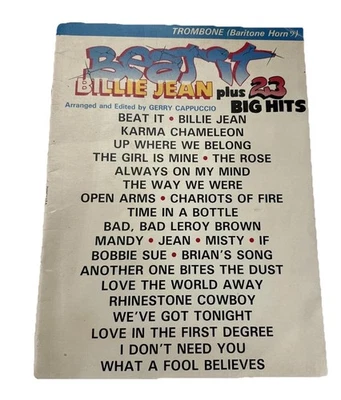 TROMBONE (Baritone Horn 𝄢)
BEAT IT
BILLIE JEAN plus 23
Arranged and Edited by GERRY CAPPUCCIO BIG HITS
BEAT IT • BILLIE JEAN
KARMA CHAMELEON
UP WHERE WE BELONG
THE GIRL IS MINE • THE ROSE
ALWAYS ON MY MIND
THE WAY WE WERE
OPEN ARMS • CHARIOTS OF FIRE
TIME IN A BOTTLE
BAD, BAD LEROY BROWN
MANDY • JEAN • MISTY • IF
BOBBIE SUE • BRIAN'S SONG
ANOTHER ONE BITES THE DUST
LOVE THE WORLD AWAY
RHINESTONE COWBOY
WE'VE GOT TONIGHT
LOVE IN THE FIRST DEGREE
I DON'T NEED YOU
WHAT A FOOL BELIEVES